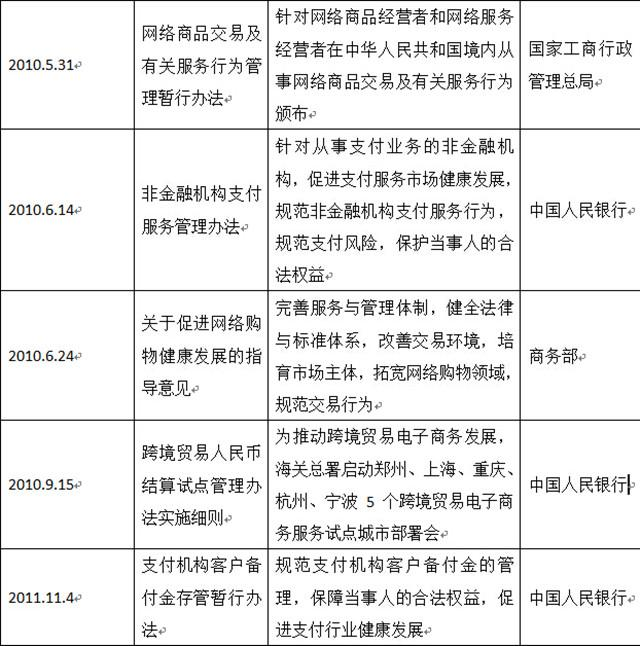 2010.5.31
网络商品交易及
有关服务行为管
理暂行办法
针对网络商品经营者和网络服务
经营者在中华人民共和国境内从
事网络商品交易及有关服务行为
颁布
国家工商行政
管理总局
2010.6.14
非金融机构支付
服务管理办法
针对从事支付业务的非金融机
构，促进支付服务市场健康发展，
规范非金融机构支付服务行为，
规范支付风险，保护当事人的合
法权益
中国人民银行
2010.6.24
关于促进网络购
物健康发展的指
导意见
完善服务与管理体制，健全法律
与标准体系，改善交易环境，培
育市场主体，拓宽网络购物领域，
规范交易行为
商务部
2010.9.15
跨境贸易人民币
结算试点管理办
法实施细则
为推动跨境贸易电子商务发展，
海关总署启动郑州、上海、重庆、
杭州、宁波 5 个跨境贸易电子商
务服务试点城市部署会
中国人民银行
2011.11.4
支付机构客户备
付金存管暂行办
法
规范支付机构客户备付金的管
理，保障当事人的合法权益，促
进支付行业健康发展
中国人民银行